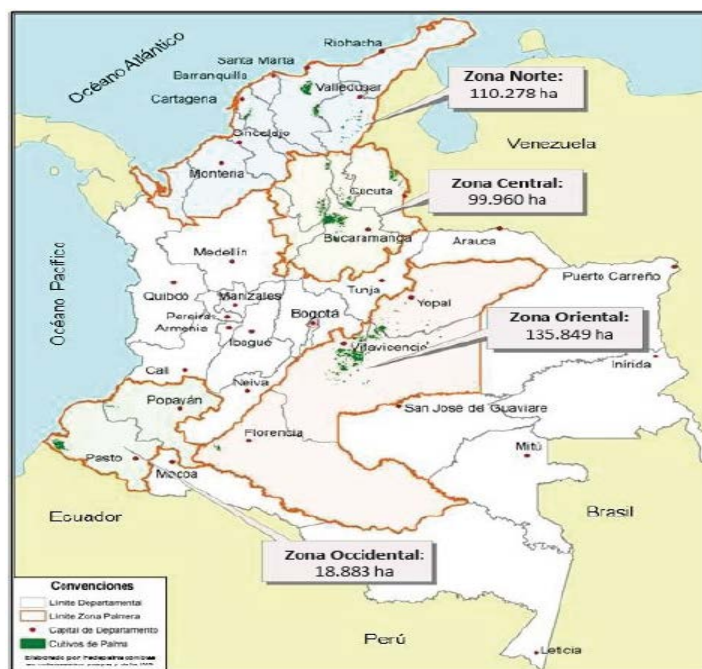 Océano Atlántico
Riohacha
Santa Marta
Barranquilla
Zona Norte:
110.278 ha
Valledupar
Cartagena
Sincelejo
Venezuela
Montería
Cúcuta
Zona Central:
99.960 ha
Bucaramanga
Arauca
Medellín
Puerto Carreño
Océano Pacífico
Tunja
Quibdó
Manizales
Yopal
Pereira
Bogotá
Zona Oriental:
135.849 ha
Armenia
Ibagué
Villavicencio
Inírida
Cali
Neiva
Popayán
San José del Guaviare
Florencia
Mitú
Pasto
Mocoa
Ecuador
Brasil
Zona Occidental:
18.883 ha
Convenciones
Límite Departamental
Límite Zona Palmera
Capital de Departamento
Cultivos de Palma
Elaborado por Fedepalma
Perú
Leticia